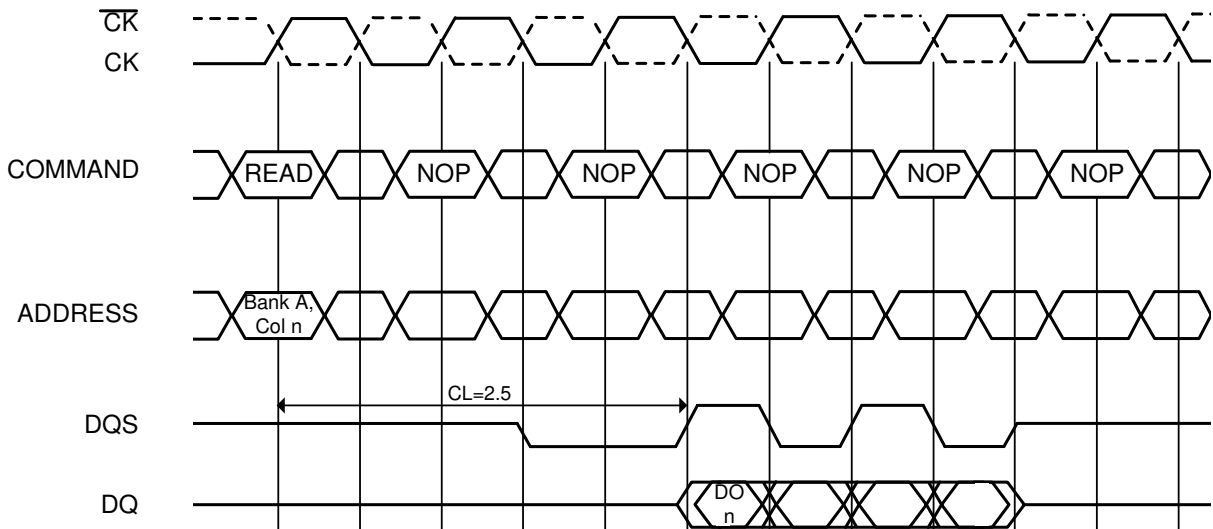 CK
CK
COMMAND
READ NOP NOP NOP NOP NOP
ADDRESS
Bank A,
Col n
CL=2.5
DQS
DQ
DO
n